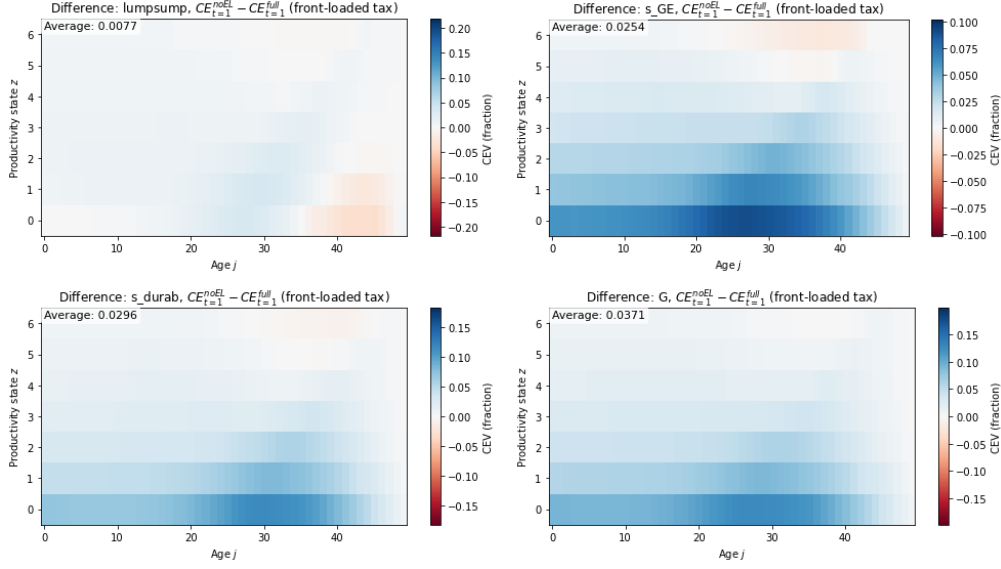 Difference: lumpsump, CE^{noEL}_{t=1} − CE^{full}_{t=1} (front-loaded tax)
Average: 0.0077
Productivity state z
6
5
4
3
2
1
0
0 10 20 30 40
Age j
0.20
0.15
0.10
0.05
0.00
−0.05
−0.10
−0.15
−0.20
CEV (fraction)
Difference: s_GE, CE^{noEL}_{t=1} − CE^{full}_{t=1} (front-loaded tax)
Average: 0.0254
Productivity state z
6
5
4
3
2
1
0
0 10 20 30 40
Age j
0.100
0.075
0.050
0.025
0.000
−0.025
−0.050
−0.075
−0.100
CEV (fraction)
Difference: s_durab, CE^{noEL}_{t=1} − CE^{full}_{t=1} (front-loaded tax)
Average: 0.0296
Productivity state z
6
5
4
3
2
1
0
0 10 20 30 40
Age j
0.15
0.10
0.05
0.00
−0.05
−0.10
−0.15
CEV (fraction)
Difference: G, CE^{noEL}_{t=1} − CE^{full}_{t=1} (front-loaded tax)
Average: 0.0371
Productivity state z
6
5
4
3
2
1
0
0 10 20 30 40
Age j
0.15
0.10
0.05
0.00
−0.05
−0.10
−0.15
CEV (fraction)